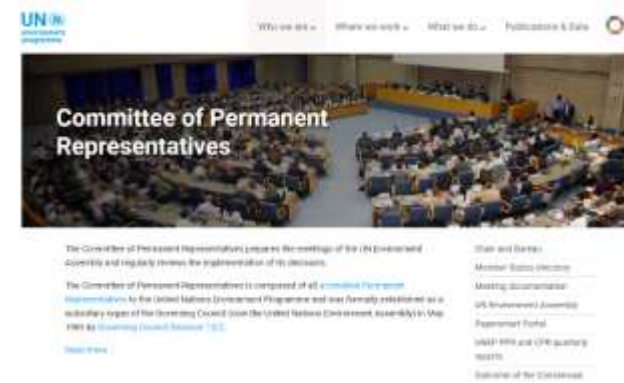 UN
environment
programme
Who we are
Where we work
What we do
Publications & Data
Committee of Permanent
Representatives
The Committee of Permanent Representatives prepares the meetings of the UN Environment
Assembly and regularly reviews the implementation of its decisions.
The Committee of Permanent Representatives is composed of all accredited Permanent
Representatives to the United Nations Environment Programme and was formally established as a
subsidiary organ of the Governing Council (now the United Nations Environment Assembly) in May
1985 by Governing Council Decision
Read more
Chair and Bureau
Member States directory
Meeting documentation
UN Environment Assembly
Papersmart Portal
UNEP PPR and CPR quarterly
reports
Outcome of the Consensual